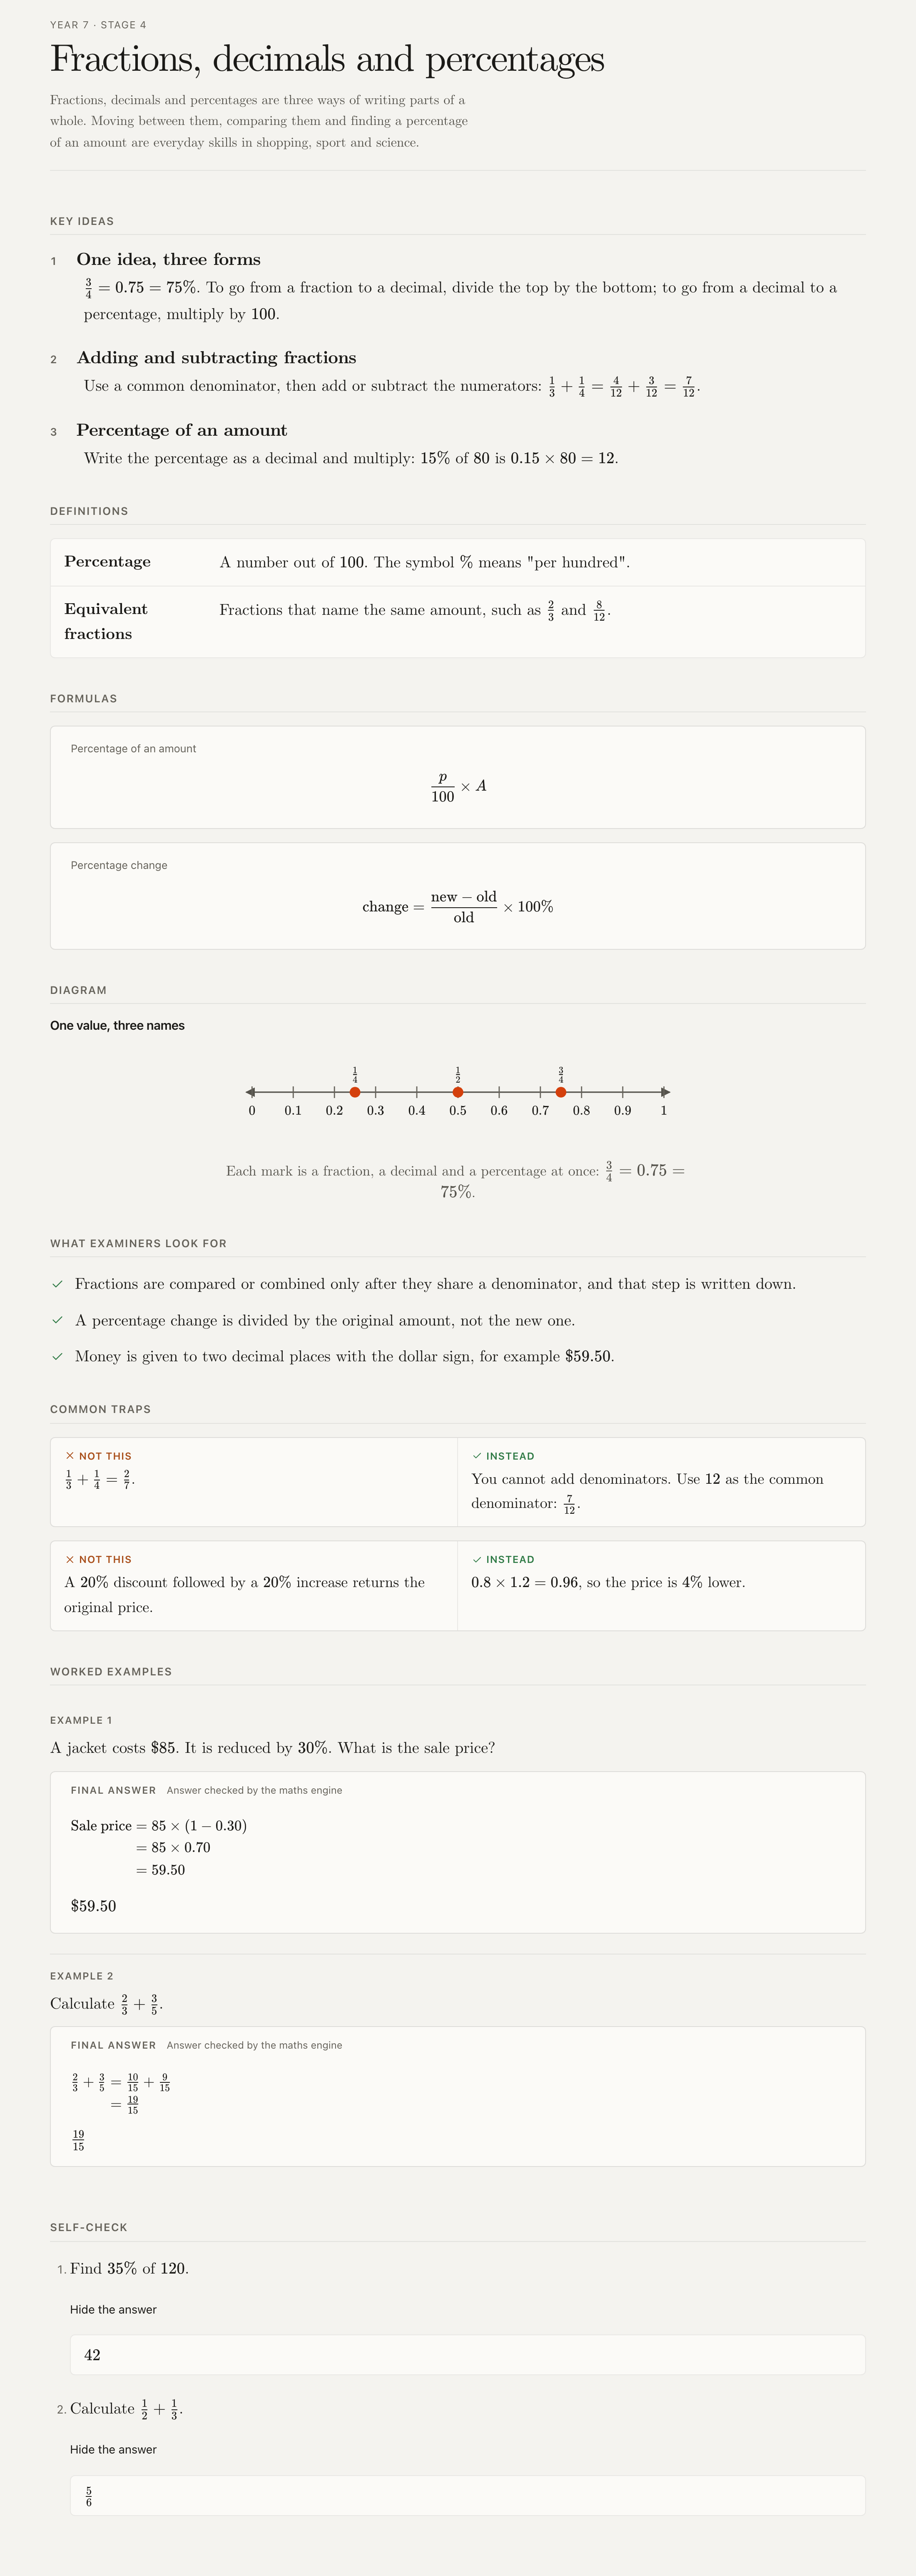 YEAR 7 · STAGE 4
Fractions, decimals and percentages
Fractions, decimals and percentages are three ways of writing parts of a
whole. Moving between them, comparing them and finding a percentage
of an amount are everyday skills in shopping, sport and science.
KEY IDEAS
1 One idea, three forms
3/4 = 0.75 = 75%. To go from a fraction to a decimal, divide the top by the bottom; to go from a decimal to a
percentage, multiply by 100.
2 Adding and subtracting fractions
Use a common denominator, then add or subtract the numerators: 1/3 + 1/4 = 4/12 + 3/12 = 7/12.
3 Percentage of an amount
Write the percentage as a decimal and multiply: 15% of 80 is 0.15 × 80 = 12.
DEFINITIONS
Percentage A number out of 100. The symbol % means "per hundred".
Equivalent fractions Fractions that name the same amount, such as 2/3 and 8/12.
FORMULAS
Percentage of an amount
p/100 × A
Percentage change
change = (new − old)/old × 100%
DIAGRAM
One value, three names
1/4 1/2 3/4
0 0.1 0.2 0.3 0.4 0.5 0.6 0.7 0.8 0.9 1
Each mark is a fraction, a decimal and a percentage at once: 3/4 = 0.75 =
75%.
WHAT EXAMINERS LOOK FOR
✓ Fractions are compared or combined only after they share a denominator, and that step is written down.
✓ A percentage change is divided by the original amount, not the new one.
✓ Money is given to two decimal places with the dollar sign, for example $59.50.
COMMON TRAPS
× NOT THIS
1/3 + 1/4 = 2/7.
✓ INSTEAD
You cannot add denominators. Use 12 as the common
denominator: 7/12.
× NOT THIS
A 20% discount followed by a 20% increase returns the
original price.
✓ INSTEAD
0.8 × 1.2 = 0.96, so the price is 4% lower.
WORKED EXAMPLES
EXAMPLE 1
A jacket costs $85. It is reduced by 30%. What is the sale price?
FINAL ANSWER Answer checked by the maths engine
Sale price = 85 × (1 − 0.30)
= 85 × 0.70
= 59.50
$59.50
EXAMPLE 2
Calculate 2/3 + 3/5.
FINAL ANSWER Answer checked by the maths engine
2/3 + 3/5 = 10/15 + 9/15
= 19/15
19/15
SELF-CHECK
1. Find 35% of 120.
Hide the answer
42
2. Calculate 1/2 + 1/3.
Hide the answer
5/6